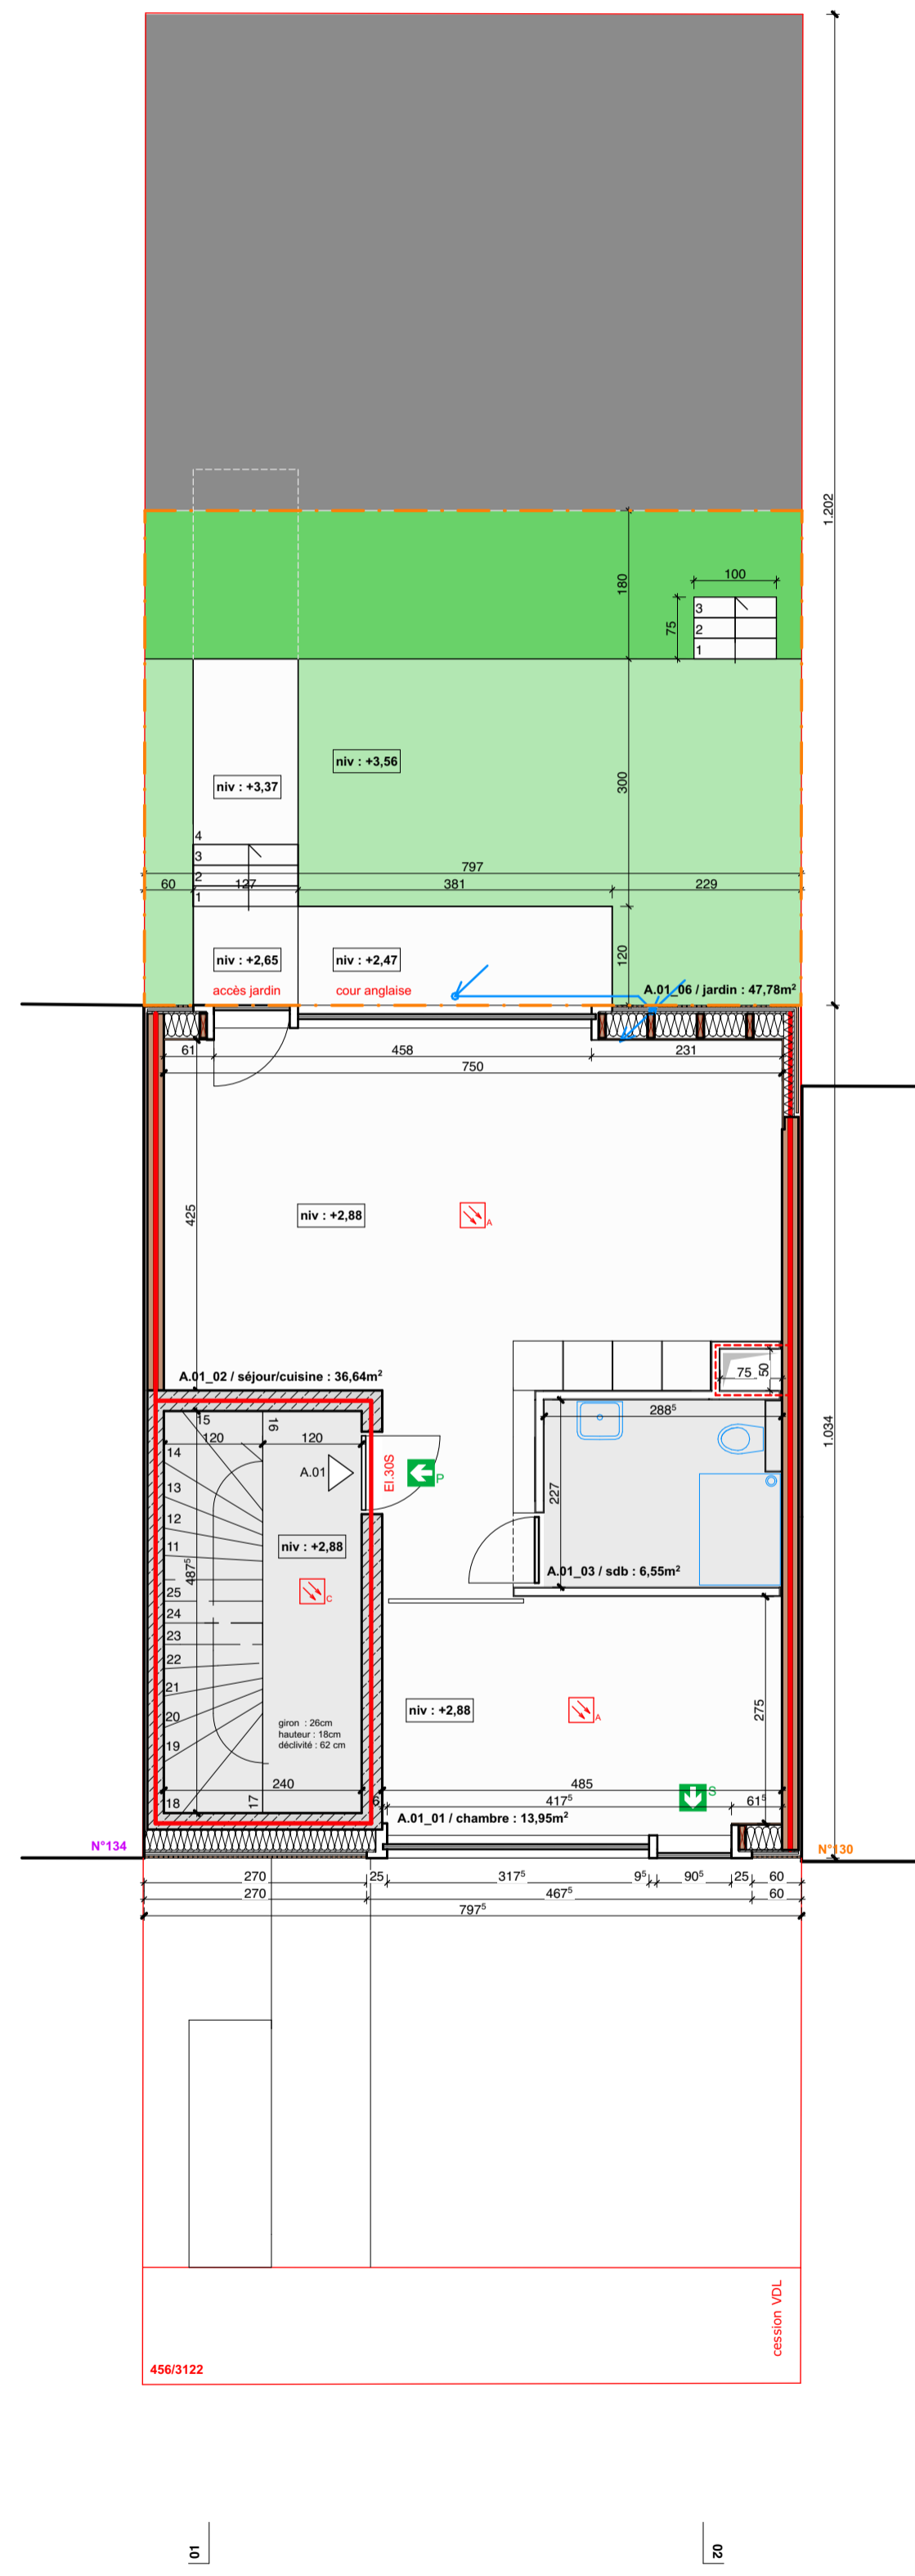 1.202
180
100
75
3
2
1
niv : +3,56
niv : +3,37
300
4
3
2
1
797
60
127
381
229
niv : +2,65
niv : +2,47
120
accès jardin
cour anglaise
A.01_06 / jardin : 47,78m²
61
458
231
750
425
niv : +2,88
A
75
50
A.01_02 / séjour/cuisine : 36,64m²
288⁵
1.034
15
16
120
120
14
A.01
EI.30S
P
13
12
227
11
niv : +2,88
487⁵
A.01_03 / sdb : 6,55m²
25
C
24
23
22
21
niv : +2,88
A
275
20
giron : 26cm
hauteur : 18cm
déclivité : 62 cm
19
240
485
S
18
17
6
417⁵
61⁵
A.01_01 / chambre : 13,95m²
N°134
N°130
270
25
317⁵
9⁵
90⁵
25
60
270
467⁵
60
797⁵
cession VDL
456/3122
01
02